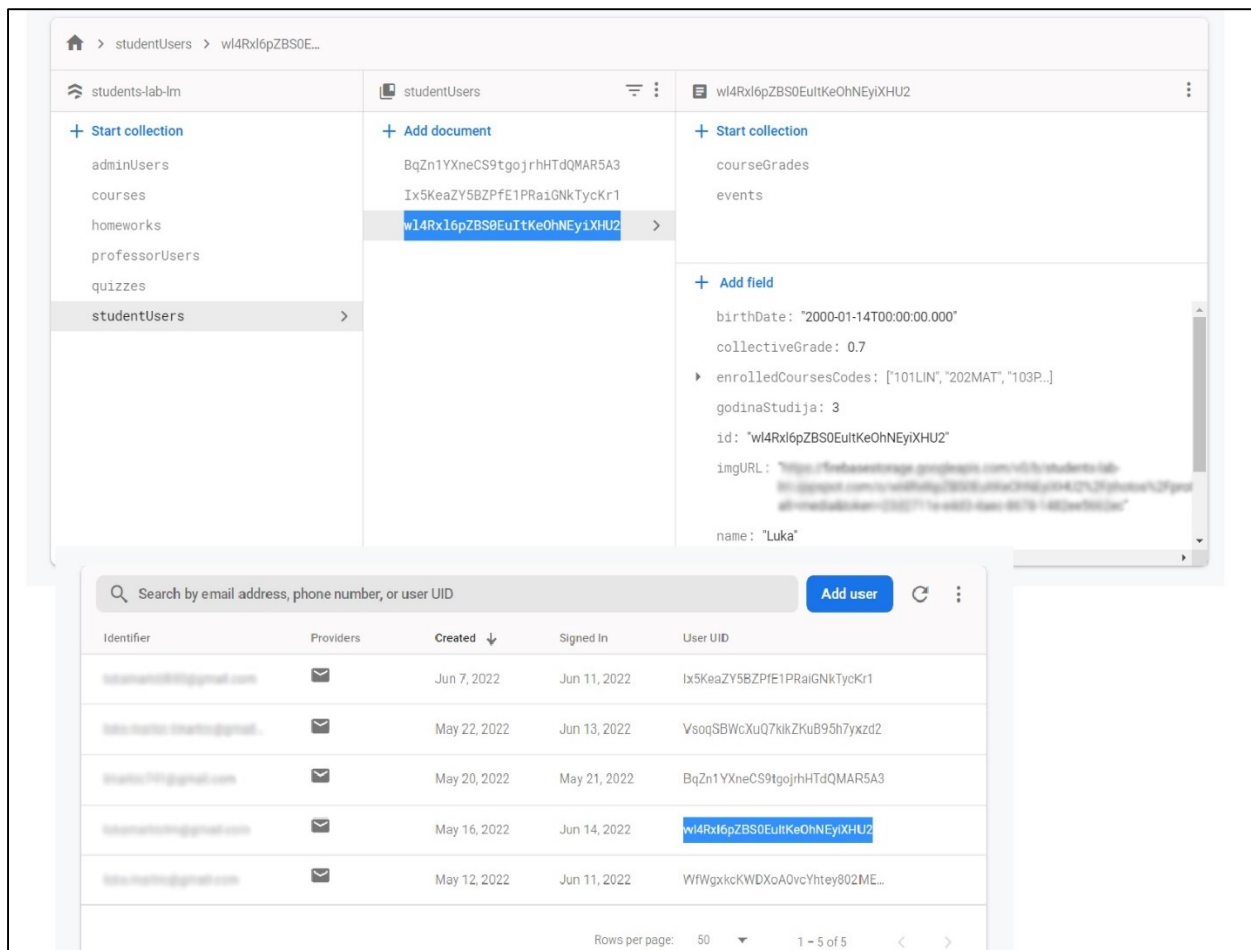 studentUsers > wl4Rxl6pZBS0E...
students-lab-lm
+ Start collection
adminUsers
courses
homeworks
professorUsers
quizzes
studentUsers
studentUsers
+ Add document
BqZn1YXneCS9tgojrhHTdQMAR5A3
Ix5KeaZY5BZPfE1PRaiGNkTycKr1
wl4Rxl6pZBS0EuItKeOhNEyiXHU2
wl4Rxl6pZBS0EuItKeOhNEyiXHU2
+ Start collection
courseGrades
events
+ Add field
birthDate: "2000-01-14T00:00:00.000"
collectiveGrade: 0.7
enrolledCoursesCodes: ["101LIN", "202MAT", "103P...]
godinaStudija: 3
id: "wl4Rxl6pZBS0EuItKeOhNEyiXHU2"
imgURL:
name: "Luka"
Search by email address, phone number, or user UID
Add user
Identifier Providers Created Signed In User UID
Jun 7, 2022 Jun 11, 2022 Ix5KeaZY5BZPfE1PRaiGNkTycKr1
May 22, 2022 Jun 13, 2022 VsoqSBWcXuQ7kikZKuB95h7yxzd2
May 20, 2022 May 21, 2022 BqZn1YXneCS9tgojrhHTdQMAR5A3
May 16, 2022 Jun 14, 2022 wl4Rxl6pZBS0EuItKeOhNEyiXHU2
May 12, 2022 Jun 11, 2022 WfWgxkcKWDXoA0vcYhtey802ME...
Rows per page: 50 1 – 5 of 5